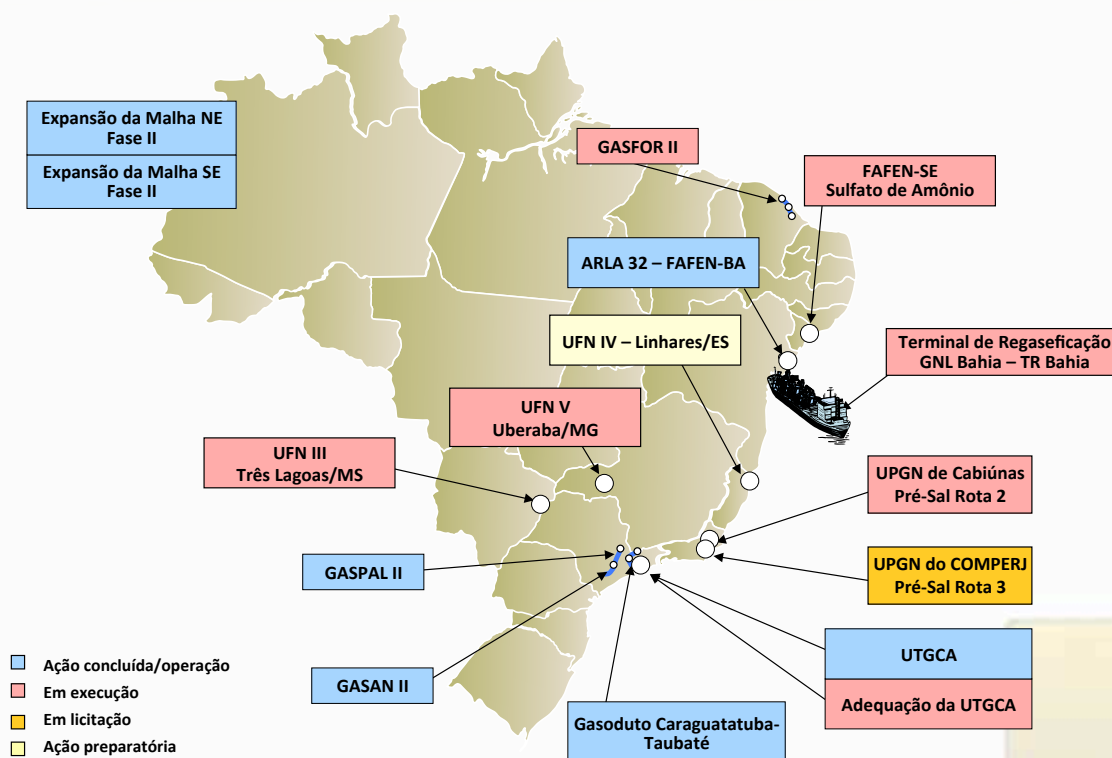 Expansão da Malha NE
Fase II
Expansão da Malha SE
Fase II
GASFOR II
FAFEN-SE
Sulfato de Amônio
ARLA 32 – FAFEN-BA
UFN IV – Linhares/ES
Terminal de Regaseficação
GNL Bahia – TR Bahia
UFN V
Uberaba/MG
UFN III
Três Lagoas/MS
UPGN de Cabiúnas
Pré-Sal Rota 2
GASPAL II
UPGN do COMPERJ
Pré-Sal Rota 3
UTGCA
GASAN II
Adequação da UTGCA
Gasoduto Caraguatatuba-
Taubaté
Ação concluída/operação
Em execução
Em licitação
Ação preparatória